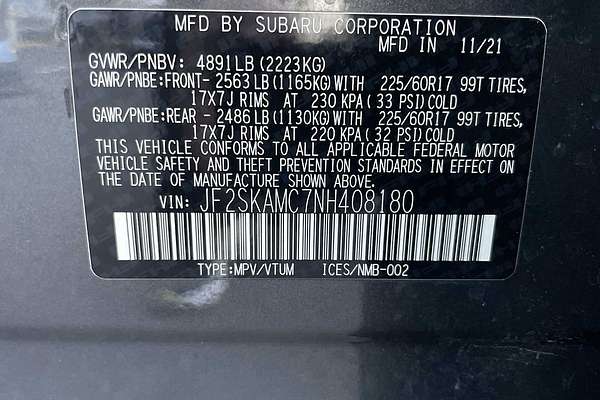 MFD BY SUBARU CORPORATION
MFD IN 11/21
GVWR/PNBV: 4891LB (2223KG)
GAWR/PNBE:FRONT- 2563 LB (1165KG) WITH 225/60R17 99T TIRES,
17X7J RIMS AT 230 KPA (33 PSI) COLD
GAWR/PNBE:REAR - 2486 LB (1130KG) WITH 225/60R17 99T TIRES,
17X7J RIMS AT 220 KPA (32 PSI) COLD
THIS VEHICLE CONFORMS TO ALL APPLICABLE FEDERAL MOTOR
VEHICLE SAFETY AND THEFT PREVENTION STANDARDS IN EFFECT ON
THE DATE OF MANUFACTURE SHOWN ABOVE.
VIN: JF2SKAMC7NH408180
TYPE:MPV/VTUM ICES/NMB-002